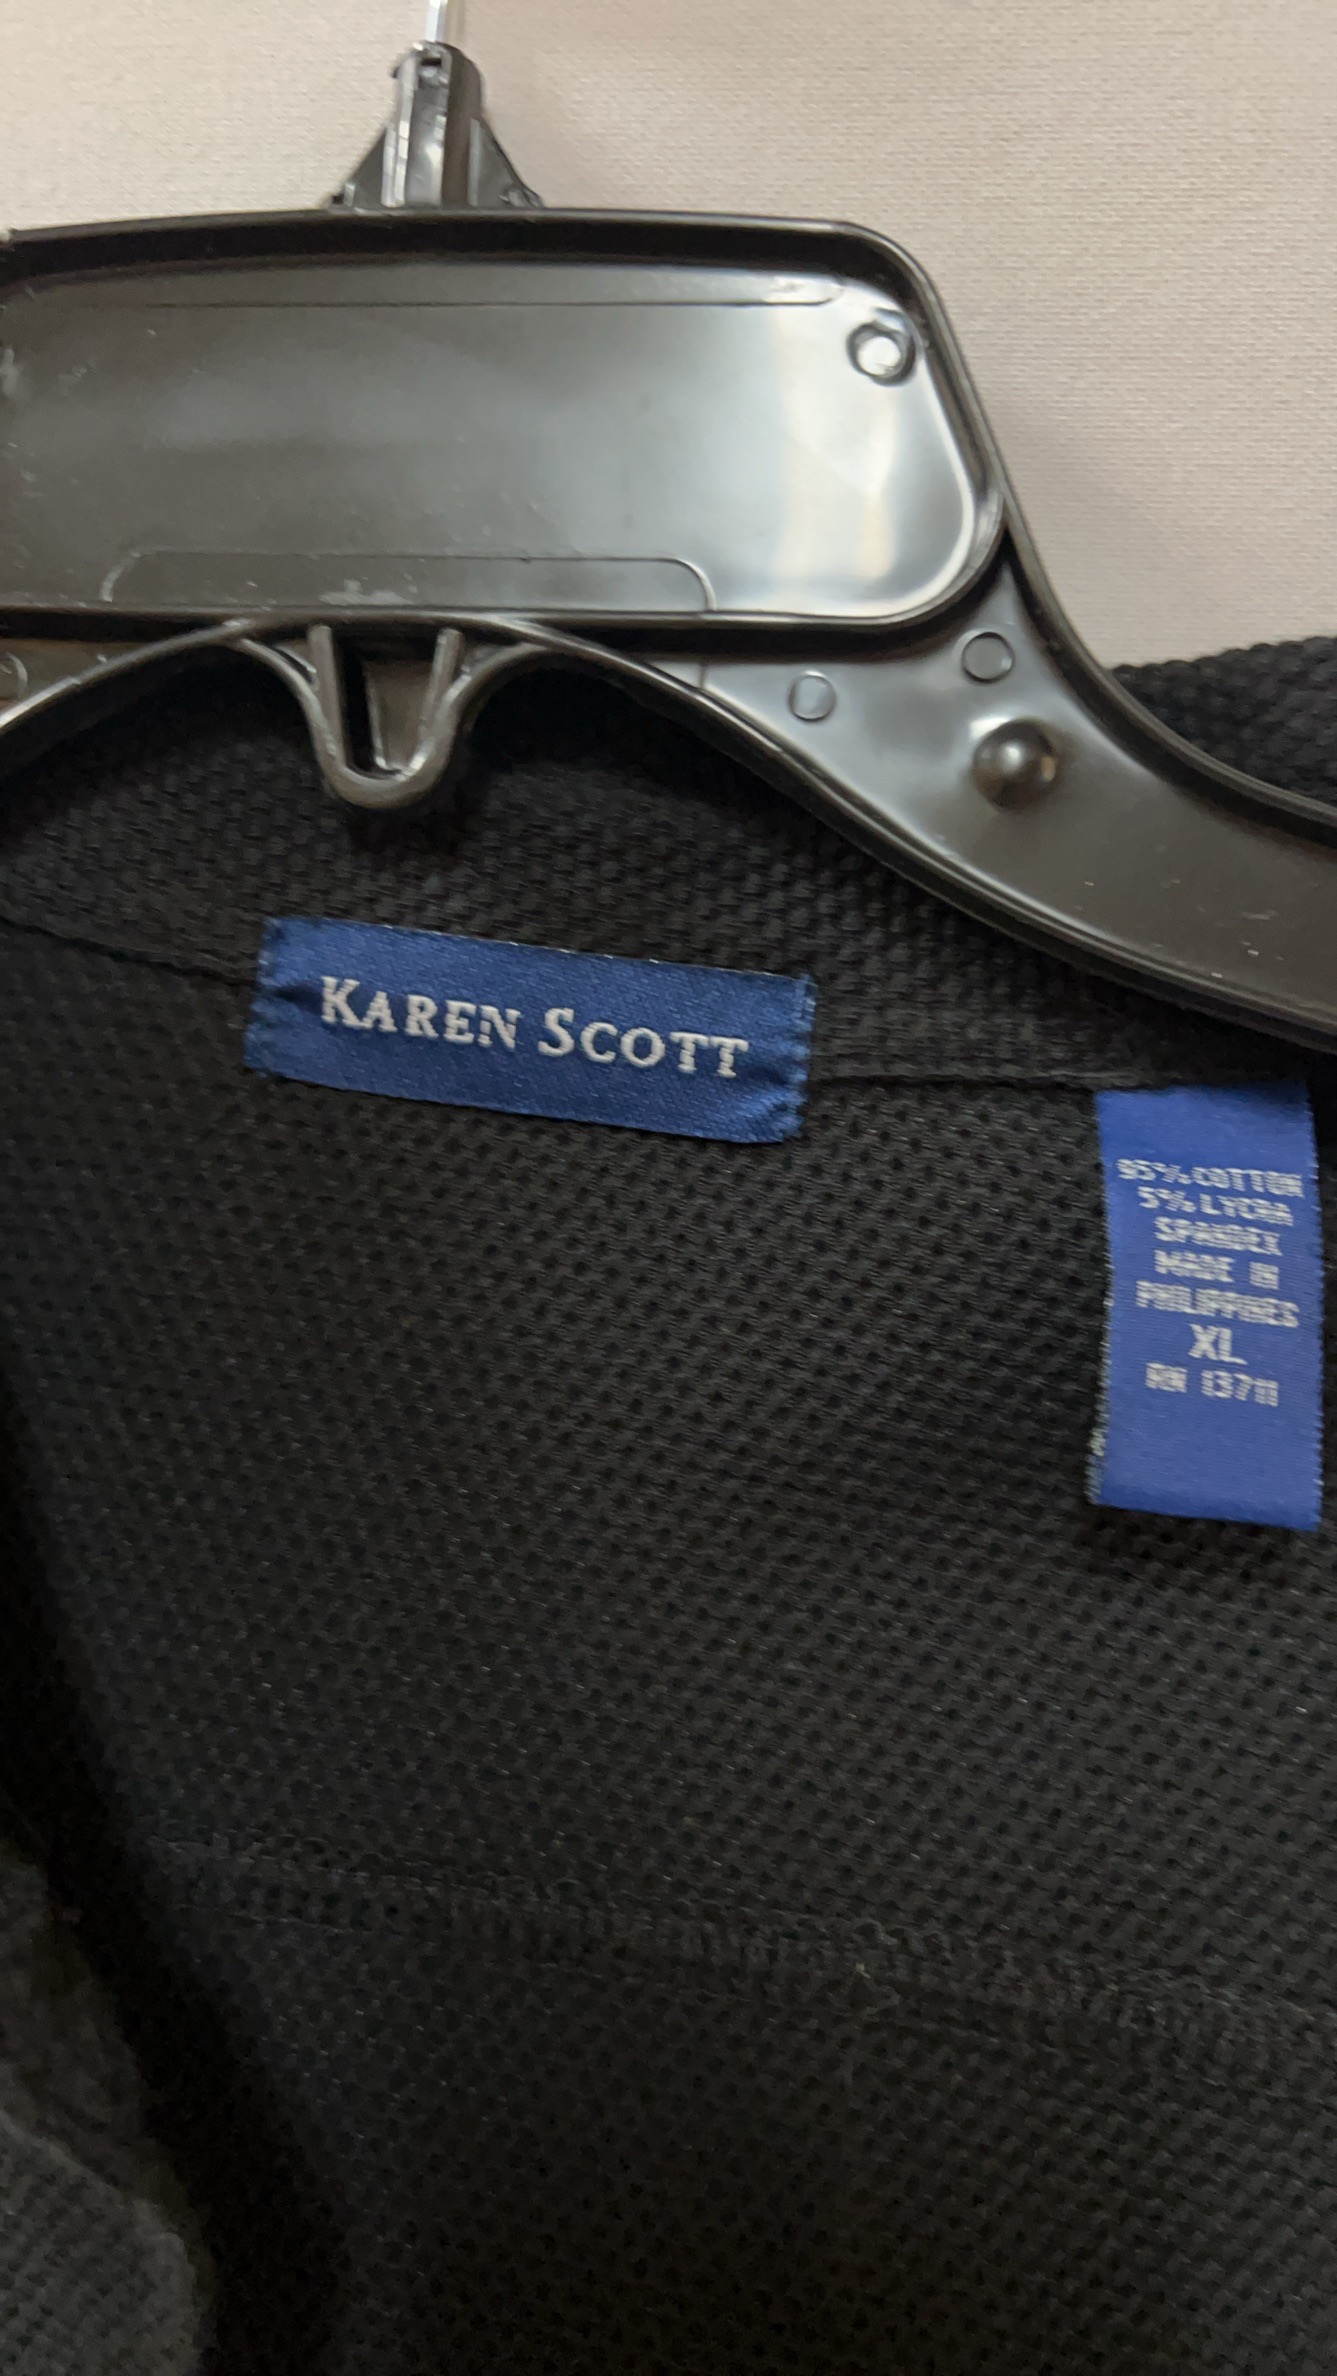 KAREN SCOTT
95% COTTON
5% LYCRA
SPANDEX
MADE IN
PHILIPPINES
XL
RN 13711